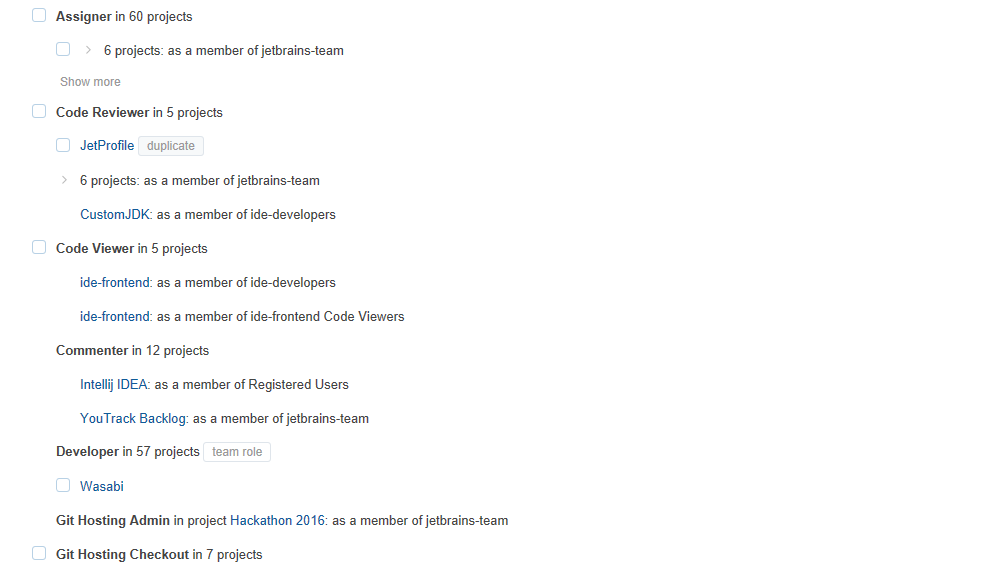 Assigner in 60 projects
6 projects: as a member of jetbrains-team
Show more
Code Reviewer in 5 projects
JetProfile duplicate
6 projects: as a member of jetbrains-team
CustomJDK: as a member of ide-developers
Code Viewer in 5 projects
ide-frontend: as a member of ide-developers
ide-frontend: as a member of ide-frontend Code Viewers
Commenter in 12 projects
Intellij IDEA: as a member of Registered Users
YouTrack Backlog: as a member of jetbrains-team
Developer in 57 projects team role
Wasabi
Git Hosting Admin in project Hackathon 2016: as a member of jetbrains-team
Git Hosting Checkout in 7 projects